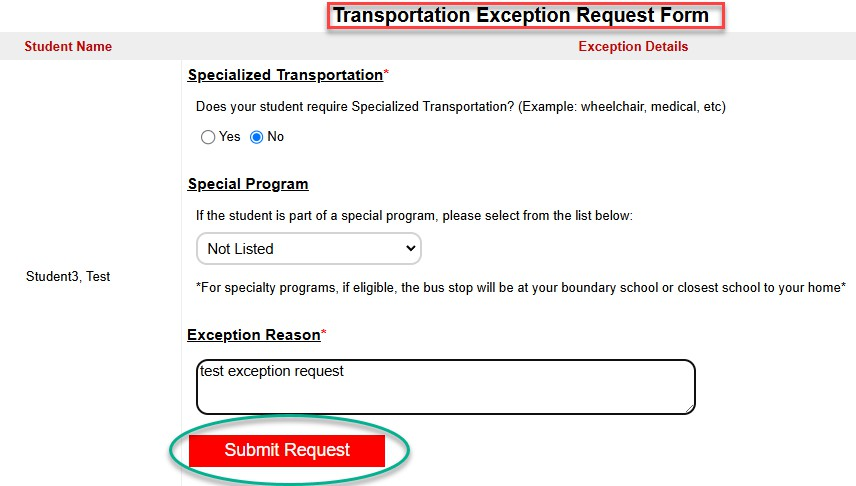 Transportation Exception Request Form
Student Name Exception Details
Specialized Transportation*
Does your student require Specialized Transportation? (Example: wheelchair, medical, etc)
Yes No
Special Program
If the student is part of a special program, please select from the list below:
Not Listed
Student3, Test
*For specialty programs, if eligible, the bus stop will be at your boundary school or closest school to your home*
Exception Reason*
test exception request
Submit Request